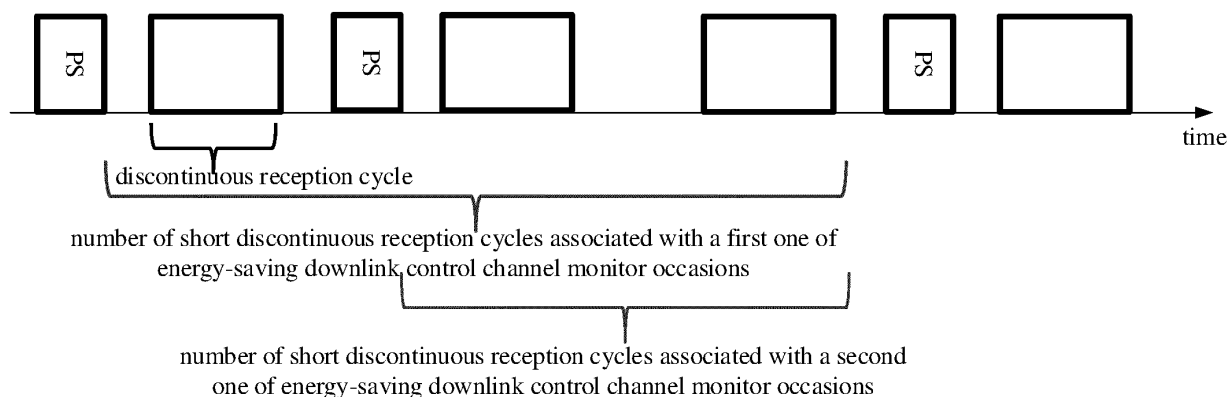 PS
PS
PS
time
discontinuous reception cycle
number of short discontinuous reception cycles associated with a first one of
energy-saving downlink control channel monitor occasions
number of short discontinuous reception cycles associated with a second
one of energy-saving downlink control channel monitor occasions